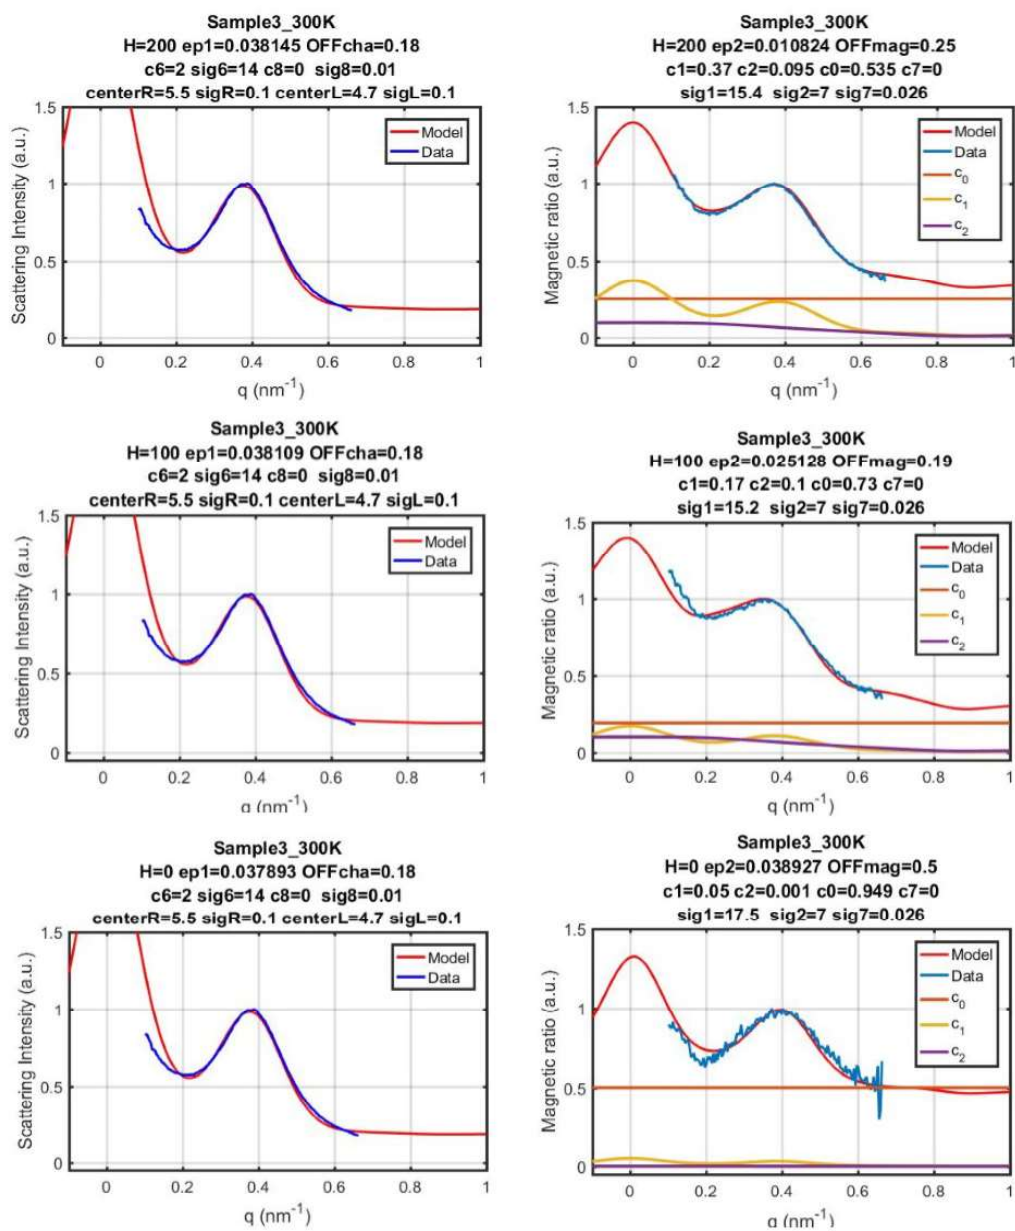 Sample3_300K
H=200 ep1=0.038145 OFFcha=0.18
c6=2 sig6=14 c8=0 sig8=0.01
centerR=5.5 sigR=0.1 centerL=4.7 sigL=0.1
1.5
1
0.5
0
Scattering Intensity (a.u.)
Model
Data
0 0.2 0.4 0.6 0.8 1
q (nm⁻¹)
Sample3_300K
H=200 ep2=0.010824 OFFmag=0.25
c1=0.37 c2=0.095 c0=0.535 c7=0
sig1=15.4 sig2=7 sig7=0.026
1.5
1
0.5
0
Magnetic ratio (a.u.)
Model
Data
c₀
c₁
c₂
0 0.2 0.4 0.6 0.8 1
q (nm⁻¹)
Sample3_300K
H=100 ep1=0.038109 OFFcha=0.18
c6=2 sig6=14 c8=0 sig8=0.01
centerR=5.5 sigR=0.1 centerL=4.7 sigL=0.1
1.5
1
0.5
0
Scattering Intensity (a.u.)
Model
Data
0 0.2 0.4 0.6 0.8 1
q (nm⁻¹)
Sample3_300K
H=100 ep2=0.025128 OFFmag=0.19
c1=0.17 c2=0.1 c0=0.73 c7=0
sig1=15.2 sig2=7 sig7=0.026
1.5
1
0.5
0
Magnetic ratio (a.u.)
Model
Data
c₀
c₁
c₂
0 0.2 0.4 0.6 0.8 1
q (nm⁻¹)
Sample3_300K
H=0 ep1=0.037893 OFFcha=0.18
c6=2 sig6=14 c8=0 sig8=0.01
centerR=5.5 sigR=0.1 centerL=4.7 sigL=0.1
1.5
1
0.5
0
Scattering Intensity (a.u.)
Model
Data
0 0.2 0.4 0.6 0.8 1
q (nm⁻¹)
Sample3_300K
H=0 ep2=0.038927 OFFmag=0.5
c1=0.05 c2=0.001 c0=0.949 c7=0
sig1=17.5 sig2=7 sig7=0.026
1.5
1
0.5
0
Magnetic ratio (a.u.)
Model
Data
c₀
c₁
c₂
0 0.2 0.4 0.6 0.8 1
q (nm⁻¹)